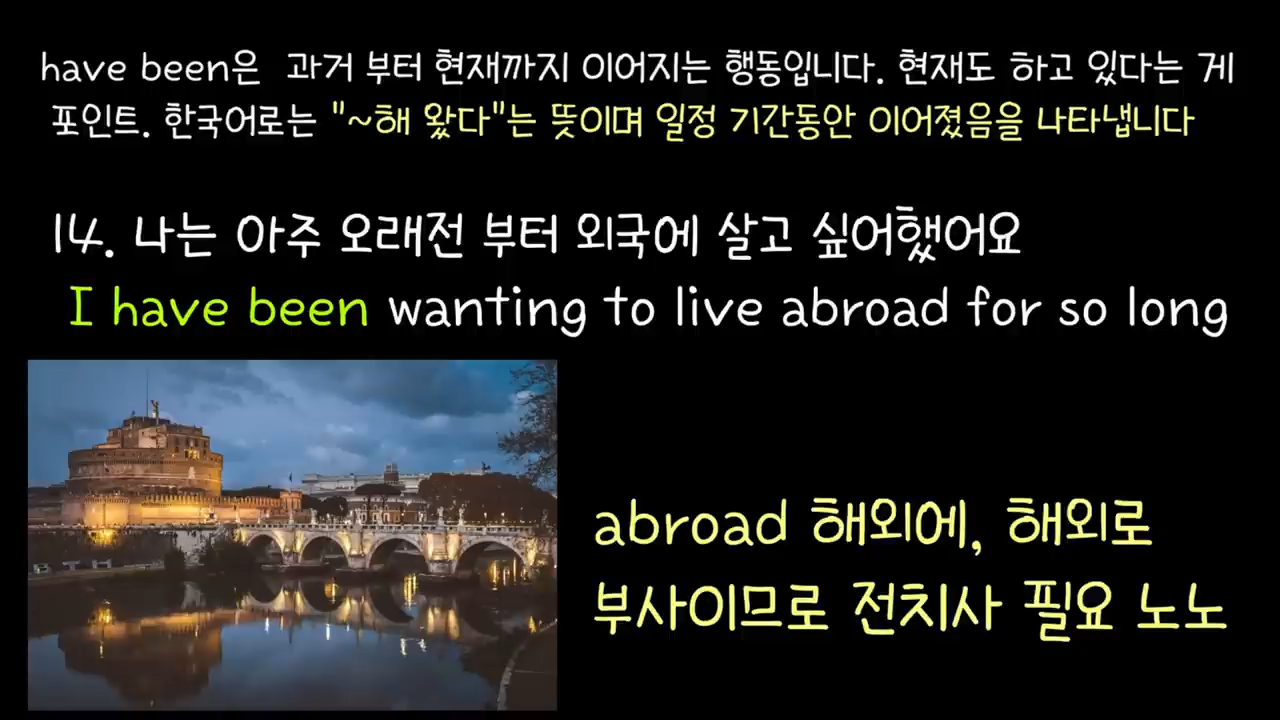 have been은 과거 부터 현재까지 이어지는 행동입니다. 현재도 하고 있다는 게
포인트. 한국어로는 "~해 왔다"는 뜻이며 일정 기간동안 이어졌음을 나타냅니다
14. 나는 아주 오래전 부터 외국에 살고 싶어했어요
I have been wanting to live abroad for so long
abroad 해외에, 해외로
부사이므로 전치사 필요 노노